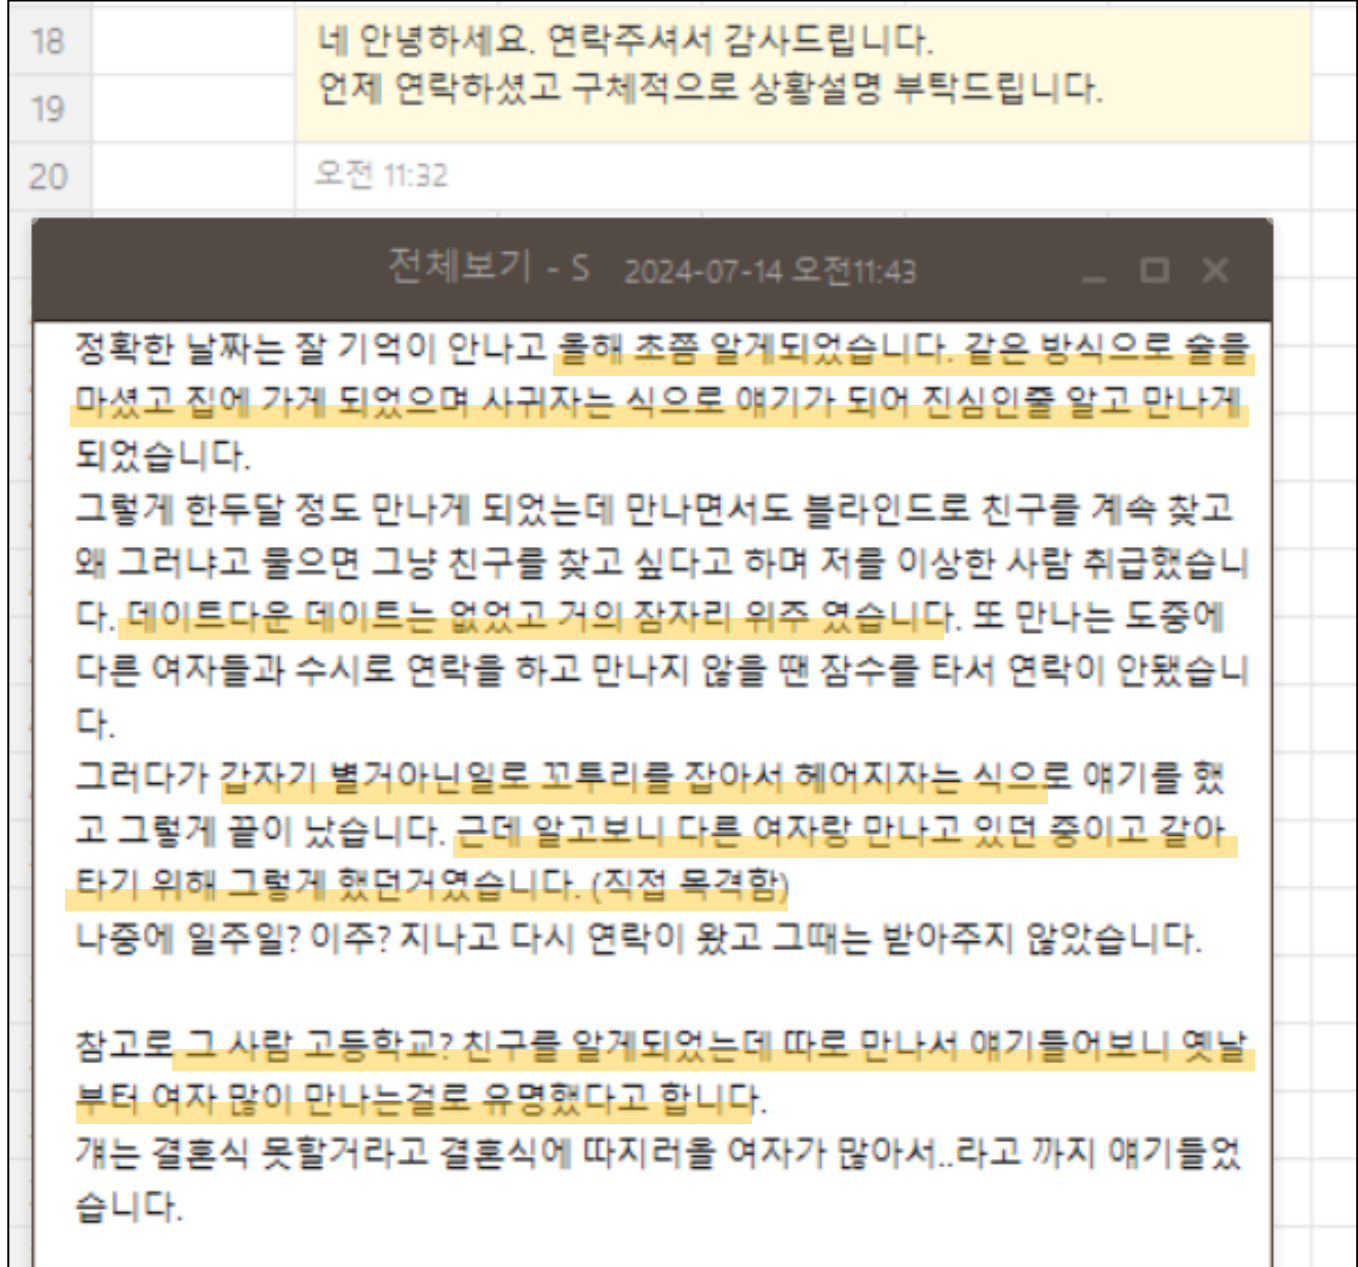 18
네 안녕하세요. 연락주셔서 감사드립니다.
언제 연락하셨고 구체적으로 상황설명 부탁드립니다.
19
20
오전 11:32
전체보기 - S 2024-07-14 오전11:43
정확한 날짜는 잘 기억이 안나고 올해 초쯤 알게되었습니다. 같은 방식으로 술을
마셨고 집에 가게 되었으며 사귀자는 식으로 얘기가 되어 진심인줄 알고 만나게
되었습니다.
그렇게 한두달 정도 만나게 되었는데 만나면서도 블라인드로 친구를 계속 찾고
왜 그러냐고 물으면 그냥 친구를 찾고 싶다고 하며 저를 이상한 사람 취급했습니
다. 데이트다운 데이트는 없었고 거의 잠자리 위주 였습니다. 또 만나는 도중에
다른 여자들과 수시로 연락을 하고 만나지 않을 땐 잠수를 타서 연락이 안됐습니
다.
그러다가 갑자기 별거아닌일로 꼬투리를 잡아서 헤어지자는 식으로 얘기를 했
고 그렇게 끝이 났습니다. 근데 알고보니 다른 여자랑 만나고 있던 중이고 갈아
타기 위해 그렇게 했던거였습니다. (직접 목격함)
나중에 일주일? 이주? 지나고 다시 연락이 왔고 그때는 받아주지 않았습니다.
참고로 그 사람 고등학교? 친구를 알게되었는데 따로 만나서 얘기들어보니 옛날
부터 여자 많이 만나는걸로 유명했다고 합니다.
걔는 결혼식 못할거라고 결혼식에 따지러올 여자가 많아서..라고 까지 얘기들었
습니다.